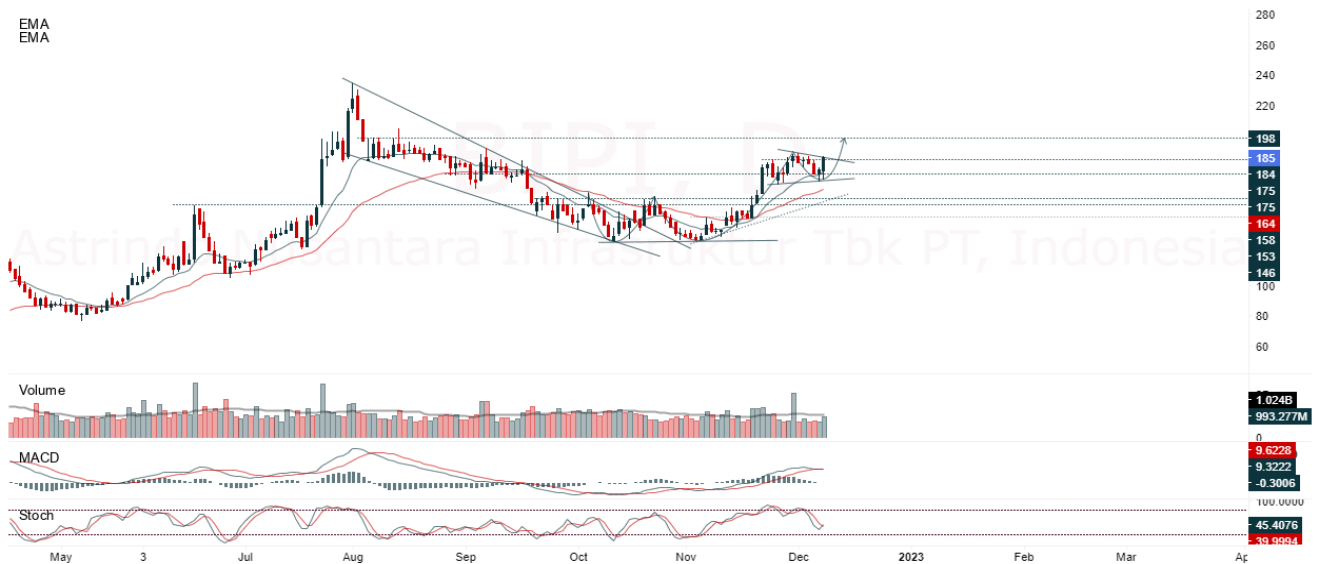 EMA
EMA
BIPI, D
Astrindo Nusantara Infrastruktur Tbk PT, Indonesia
280
260
240
220
198
185
184
175
175
164
158
153
146
100
80
60
Volume
1.024B
993.277M
0
MACD
9.6228
9.3222
-0.3006
Stoch
100.0000
45.4076
39.9994
May
3
Jul
Aug
Sep
Oct
Nov
Dec
2023
Feb
Mar
Ap